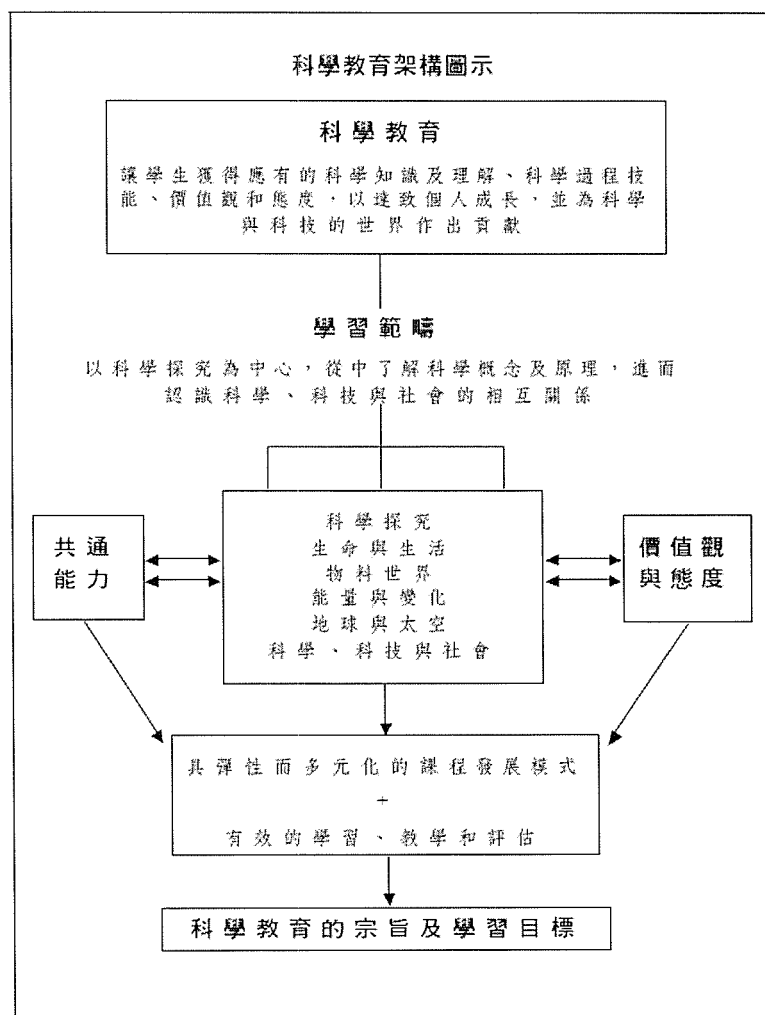 科學教育架構圖示
科學教育
讓學生獲得應有的科學知識及理解、科學過程技
能、價值觀和態度，以達致個人成長，並為科學
與科技的世界作出貢獻
學習範疇
以科學探究為中心，從中了解科學概念及原理，進而
認識科學、科技與社會的相互關係
共通
能力
科學探究
生命與生活
物料世界
能量與變化
地球與太空
科學、科技與社會
價值觀
與態度
具彈性而多元化的課程發展模式
+
有效的學習、教學和評估
科學教育的宗旨及學習目標